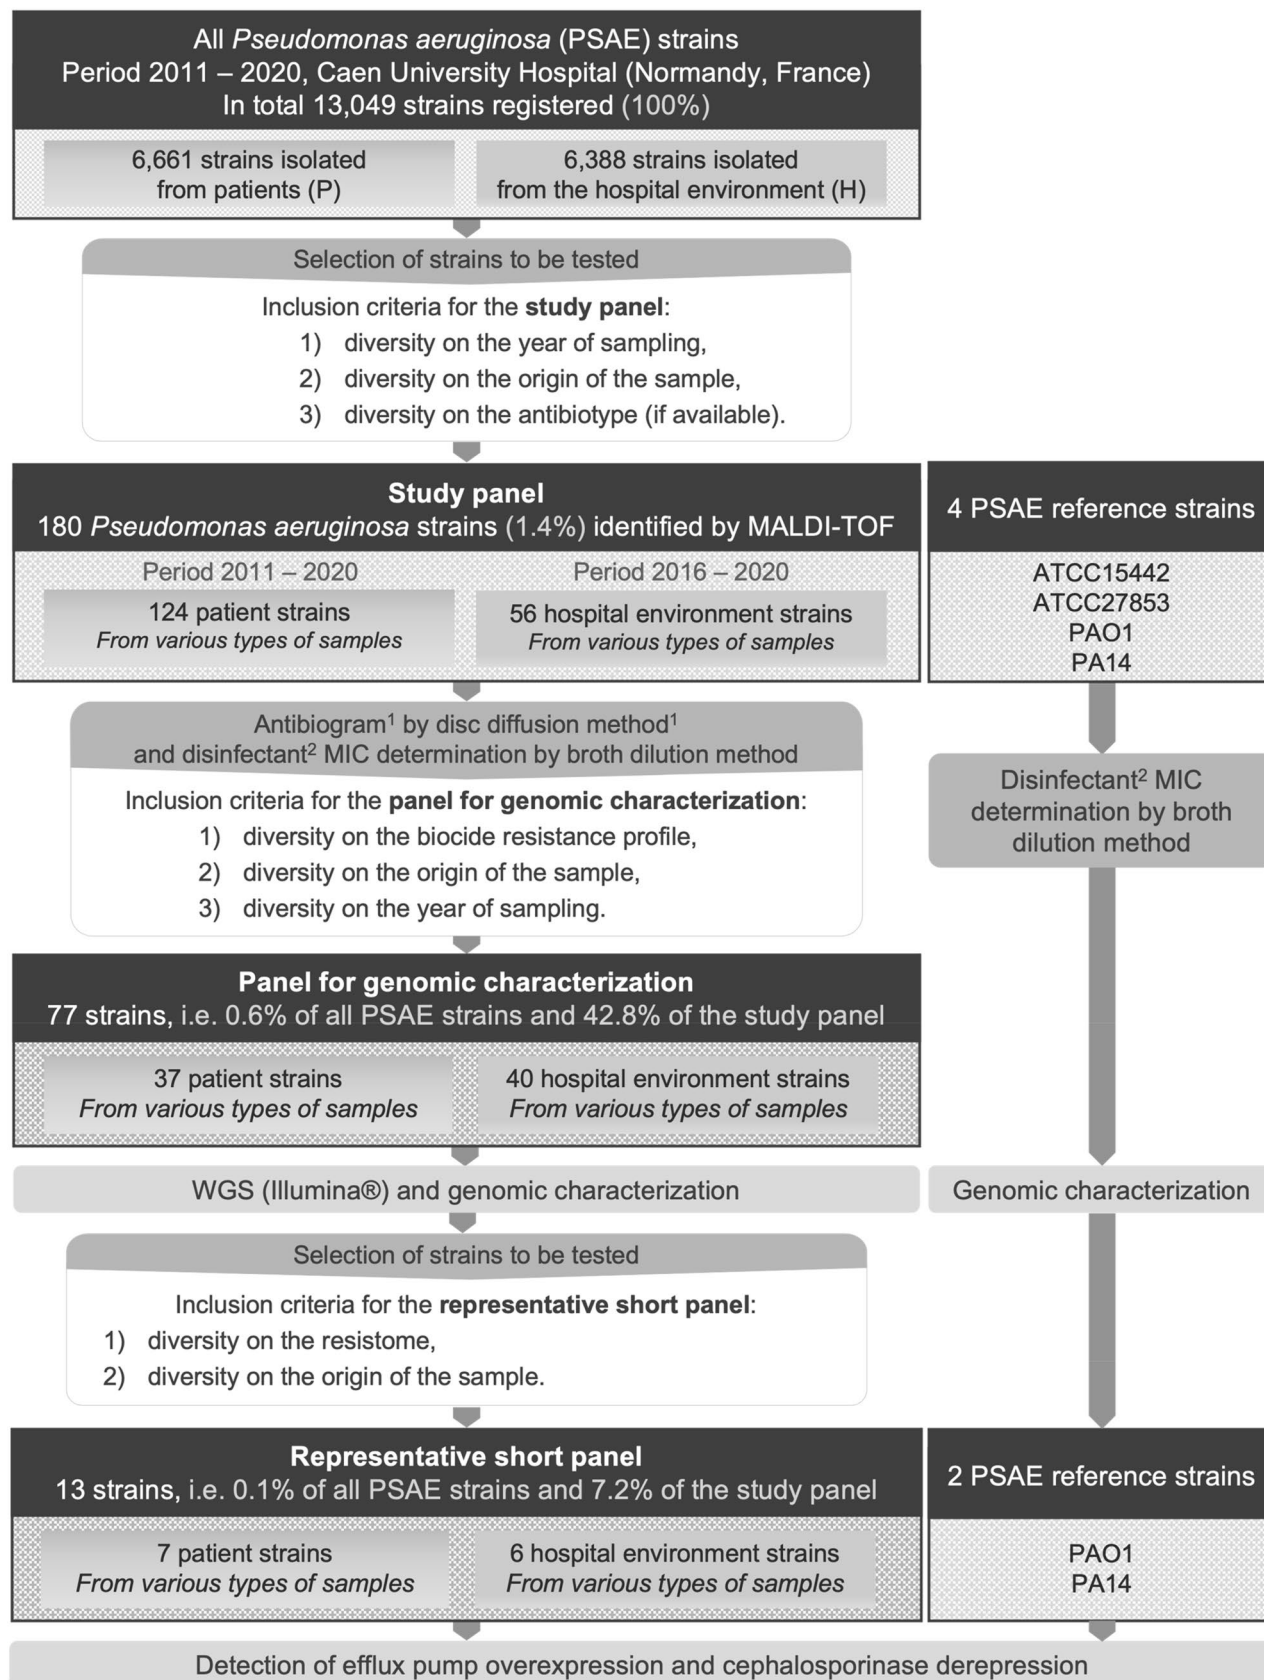 All Pseudomonas aeruginosa (PSAE) strains
Period 2011 – 2020, Caen University Hospital (Normandy, France)
In total 13,049 strains registered (100%)
6,661 strains isolated
from patients (P)
6,388 strains isolated
from the hospital environment (H)
Selection of strains to be tested
Inclusion criteria for the study panel:
1) diversity on the year of sampling,
2) diversity on the origin of the sample,
3) diversity on the antibiotype (if available).
Study panel
180 Pseudomonas aeruginosa strains (1.4%) identified by MALDI-TOF
Period 2011 – 2020
124 patient strains
From various types of samples
Period 2016 – 2020
56 hospital environment strains
From various types of samples
4 PSAE reference strains
ATCC15442
ATCC27853
PAO1
PA14
Antibiogram¹ by disc diffusion method¹
and disinfectant² MIC determination by broth dilution method
Inclusion criteria for the panel for genomic characterization:
1) diversity on the biocide resistance profile,
2) diversity on the origin of the sample,
3) diversity on the year of sampling.
Disinfectant² MIC
determination by broth
dilution method
Panel for genomic characterization
77 strains, i.e. 0.6% of all PSAE strains and 42.8% of the study panel
37 patient strains
From various types of samples
40 hospital environment strains
From various types of samples
WGS (Illumina®) and genomic characterization
Genomic characterization
Selection of strains to be tested
Inclusion criteria for the representative short panel:
1) diversity on the resistome,
2) diversity on the origin of the sample.
Representative short panel
13 strains, i.e. 0.1% of all PSAE strains and 7.2% of the study panel
7 patient strains
From various types of samples
6 hospital environment strains
From various types of samples
2 PSAE reference strains
PAO1
PA14
Detection of efflux pump overexpression and cephalosporinase derepression